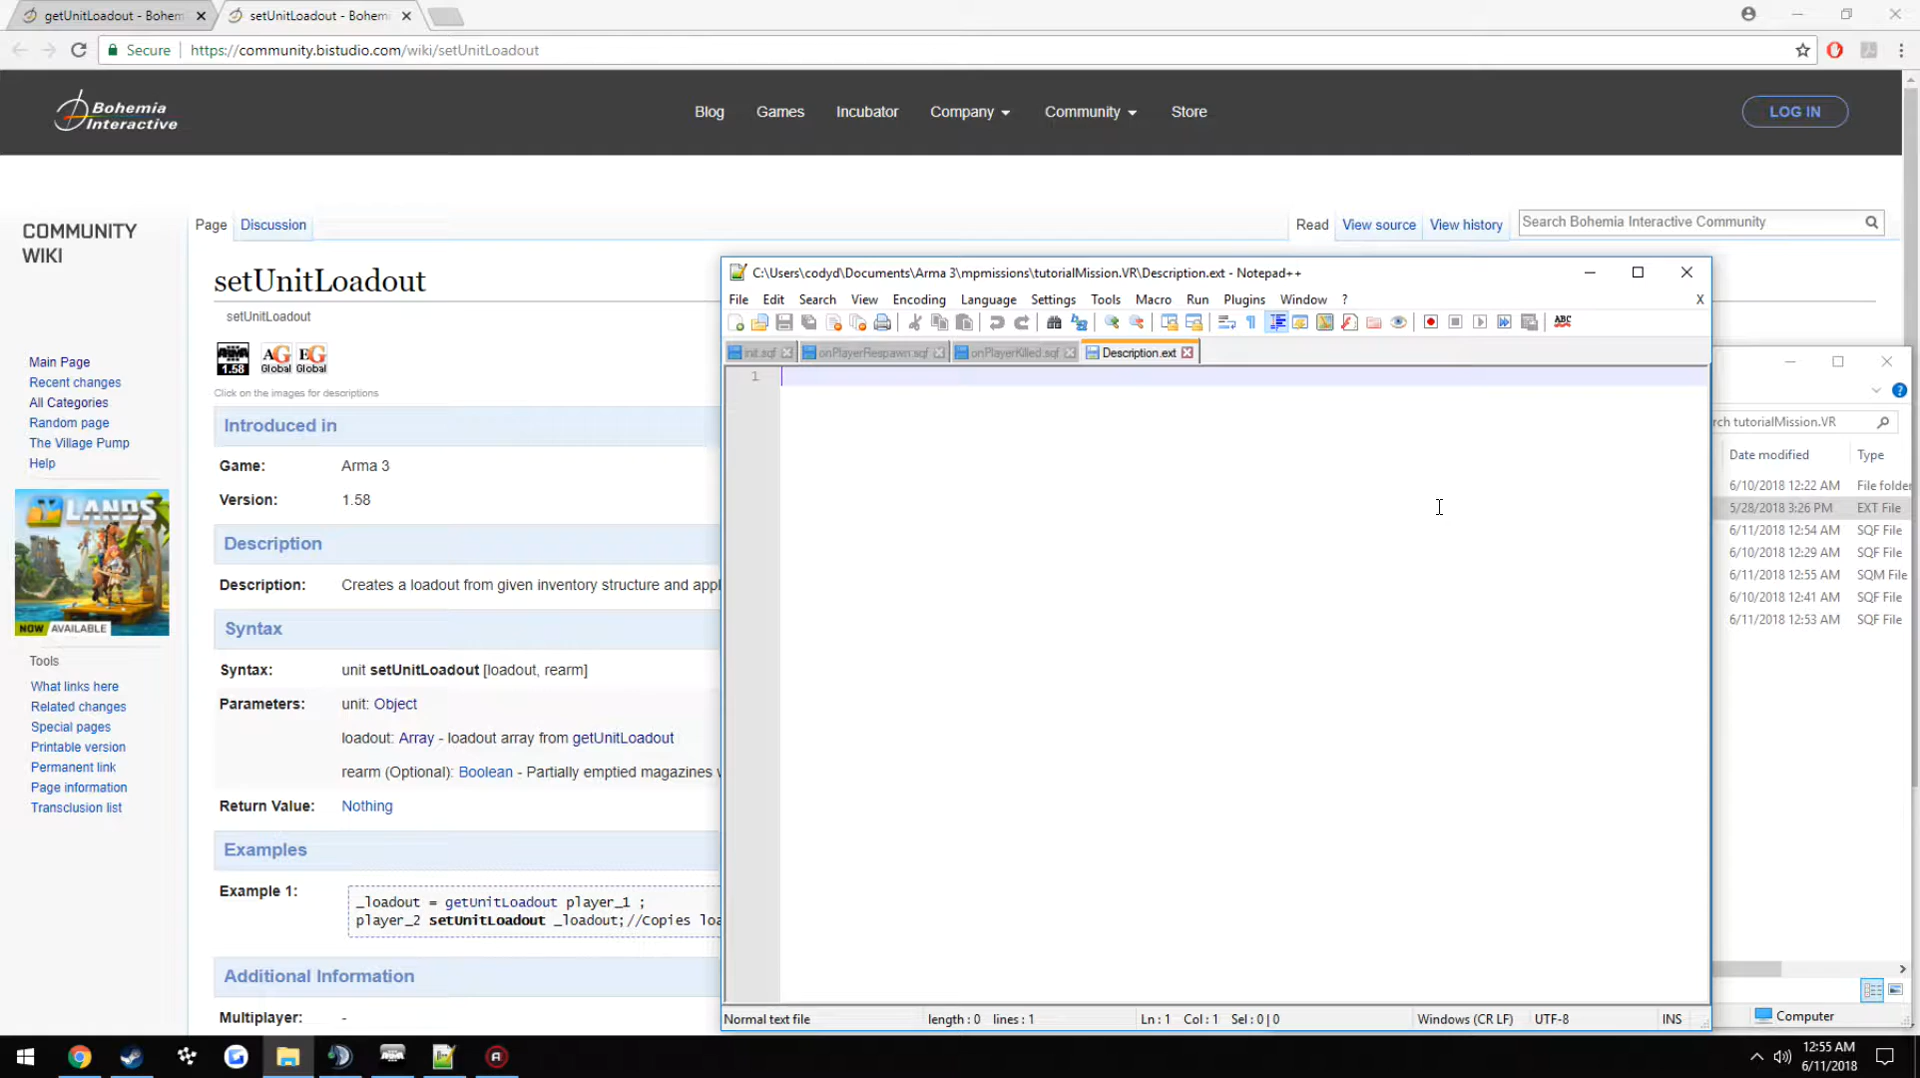 getUnitLoadout - Bohem
setUnitLoadout - Bohem
Secure
https://community.bistudio.com/wiki/setUnitLoadout
Bohemia
Interactive
Blog
Games
Incubator
Company
Community
Store
LOG IN
COMMUNITY
WIKI
Page
Discussion
Read
View source
View history
Search Bohemia Interactive Community
setUnitLoadout
setUnitLoadout
ARMA
1.58
AG
Global
EG
Global
Click on the images for descriptions
Introduced in
Game:
Arma 3
Version:
1.58
Description
Description:
Creates a loadout from given inventory structure and appl
Syntax
Syntax:
unit setUnitLoadout [loadout, rearm]
Parameters:
unit: Object
loadout: Array - loadout array from getUnitLoadout
rearm (Optional): Boolean - Partially emptied magazines
Return Value:
Nothing
Examples
Example 1:
_loadout = getUnitLoadout player_1 ;
player_2 setUnitLoadout _loadout;//Copies loa
Additional Information
Multiplayer:
-
Main Page
Recent changes
All Categories
Random page
The Village Pump
Help
YLANDS
NOW AVAILABLE
Tools
What links here
Related changes
Special pages
Printable version
Permanent link
Page information
Transclusion list
C:\Users\codyd\Documents\Arma 3\mpmissions\tutorialMission.VR\Description.ext - Notepad++
File Edit Search View Encoding Language Settings Tools Macro Run Plugins Window ?
X
ABC
init.sqf
onPlayerRespawn.sqf
onPlayerKilled.sqf
Description.ext
1
Normal text file
length : 0 lines : 1
Ln : 1 Col : 1 Sel : 0 | 0
Windows (CR LF)
UTF-8
INS
rch tutorialMission.VR
Date modified
Type
6/10/2018 12:22 AM File folder
5/28/2018 3:26 PM EXT File
6/11/2018 12:54 AM SQF File
6/10/2018 12:29 AM SQF File
6/11/2018 12:55 AM SQM File
6/10/2018 12:41 AM SQF File
6/11/2018 12:53 AM SQF File
Computer
12:55 AM
6/11/2018